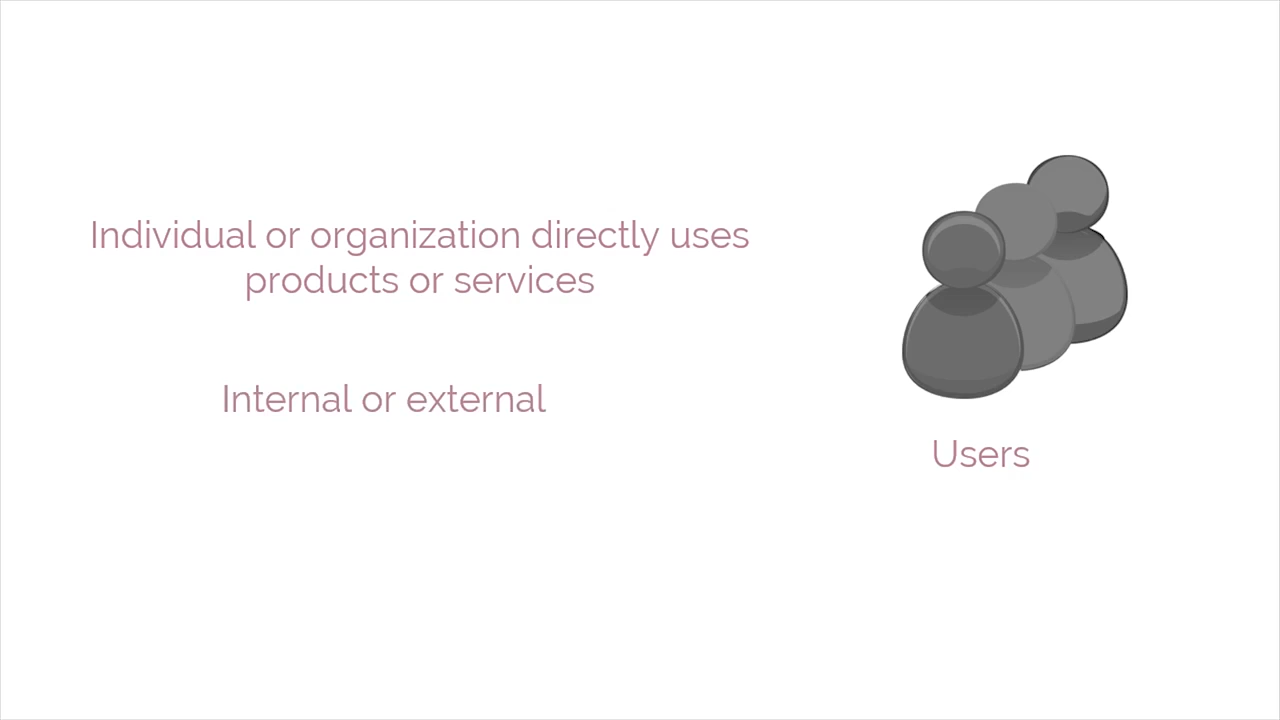 Individual or organization directly uses
products or services
Internal or external
Users